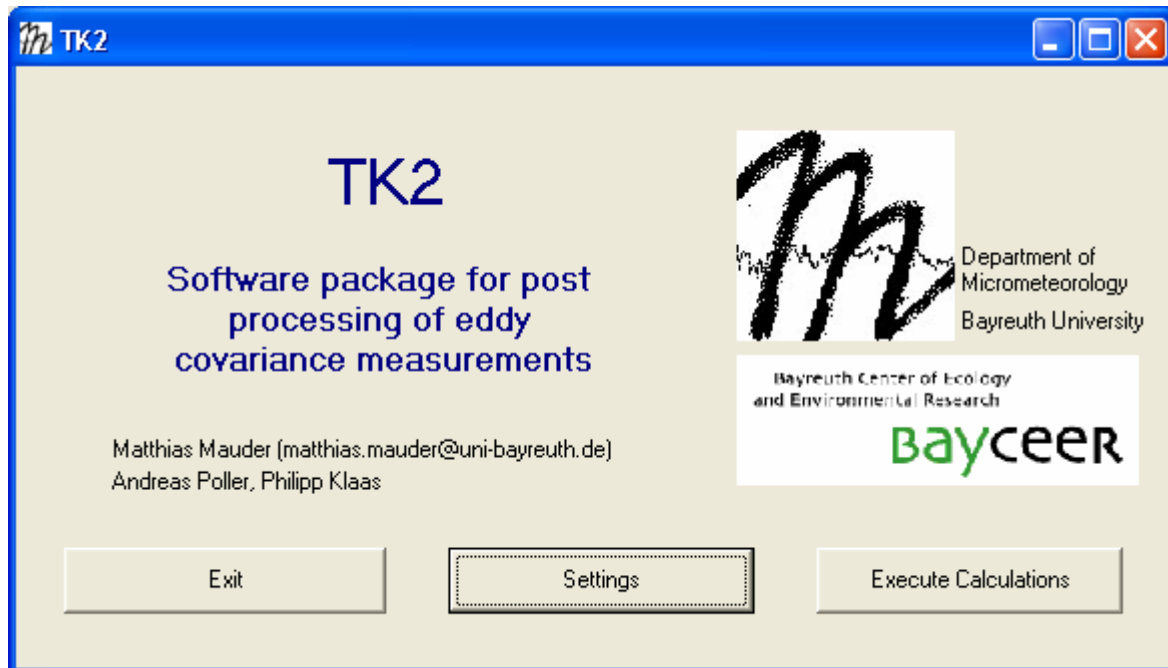 TK2
TK2
Software package for post
processing of eddy
covariance measurements
Department of
Micrometeorology
Bayreuth University
Bayreuth Center of Ecology
and Environmental Research
BayCEER
Matthias Mauder (matthias.mauder@uni-bayreuth.de)
Andreas Poller, Philipp Klaas
Exit
Settings
Execute Calculations